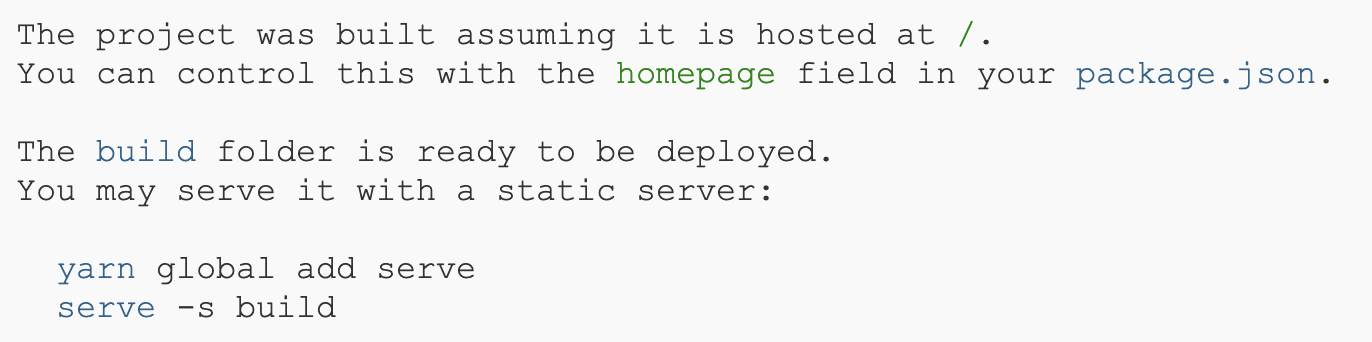 The project was built assuming it is hosted at /.
You can control this with the homepage field in your package.json.
The build folder is ready to be deployed.
You may serve it with a static server:
yarn global add serve
serve -s build